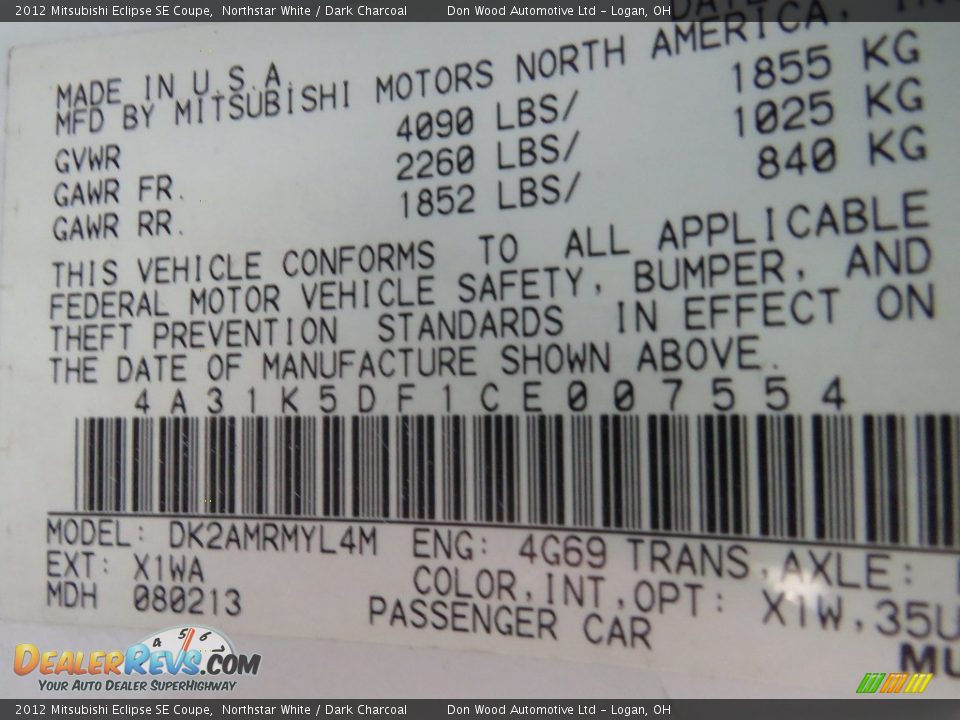 2012 Mitsubishi Eclipse SE Coupe, Northstar White / Dark Charcoal Don Wood Automotive Ltd - Logan, OH
MADE IN U.S.A.
MFD BY MITSUBISHI MOTORS NORTH AMERICA,
GVWR 4090 LBS/ 1855 KG
GAWR FR. 2260 LBS/ 1025 KG
GAWR RR. 1852 LBS/ 840 KG
THIS VEHICLE CONFORMS TO ALL APPLICABLE
FEDERAL MOTOR VEHICLE SAFETY, BUMPER, AND
THEFT PREVENTION STANDARDS IN EFFECT ON
THE DATE OF MANUFACTURE SHOWN ABOVE.
4A31K5DF1CE007554
MODEL: DK2AMRMYL4M ENG: 4G69 TRANS,AXLE:
EXT: X1WA COLOR,INT,OPT: X1W,35U
MDH 080213 PASSENGER CAR
MU
DEALERREVS.COM
YOUR AUTO DEALER SUPERHIGHWAY
2012 Mitsubishi Eclipse SE Coupe, Northstar White / Dark Charcoal Don Wood Automotive Ltd - Logan, OH